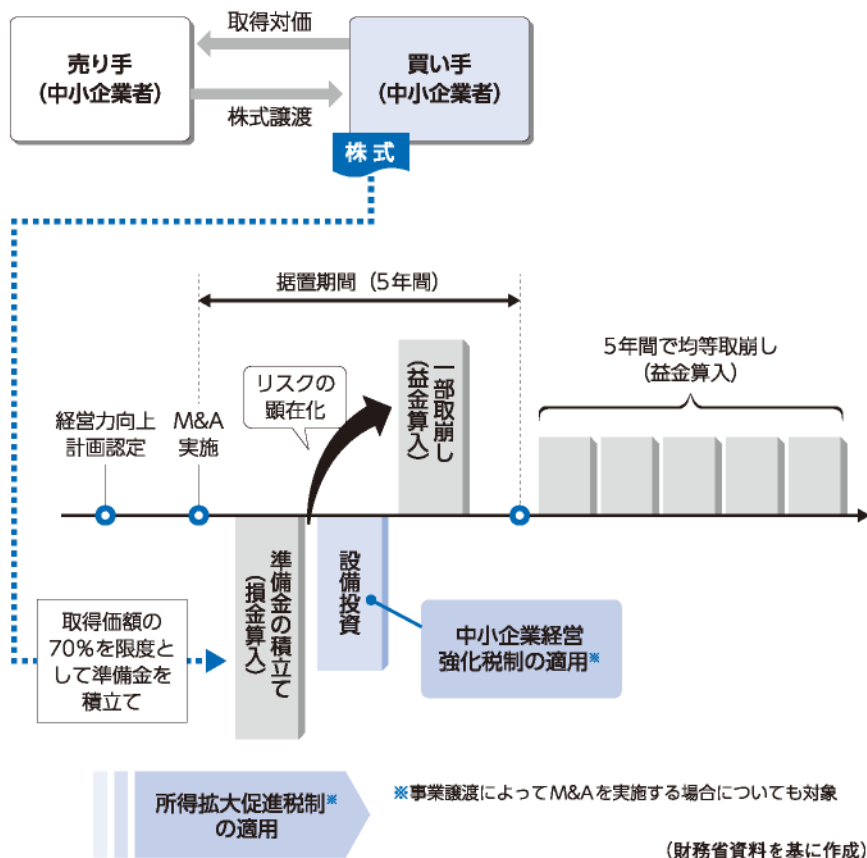 取得対価
売り手
（中小企業者）
買い手
（中小企業者）
株式譲渡
株 式
据置期間（5年間）
5年間で均等取崩し
（益金算入）
リスクの
顕在化
一部取崩し
（益金算入）
経営力向上
計画認定
M&A
実施
準備金の積立て
（損金算入）
設備投資
取得価額の
70％を限度と
して準備金を
積立て
中小企業経営
強化税制の適用※
所得拡大促進税制※
の適用
※事業譲渡によってM&Aを実施する場合についても対象
（財務省資料を基に作成）